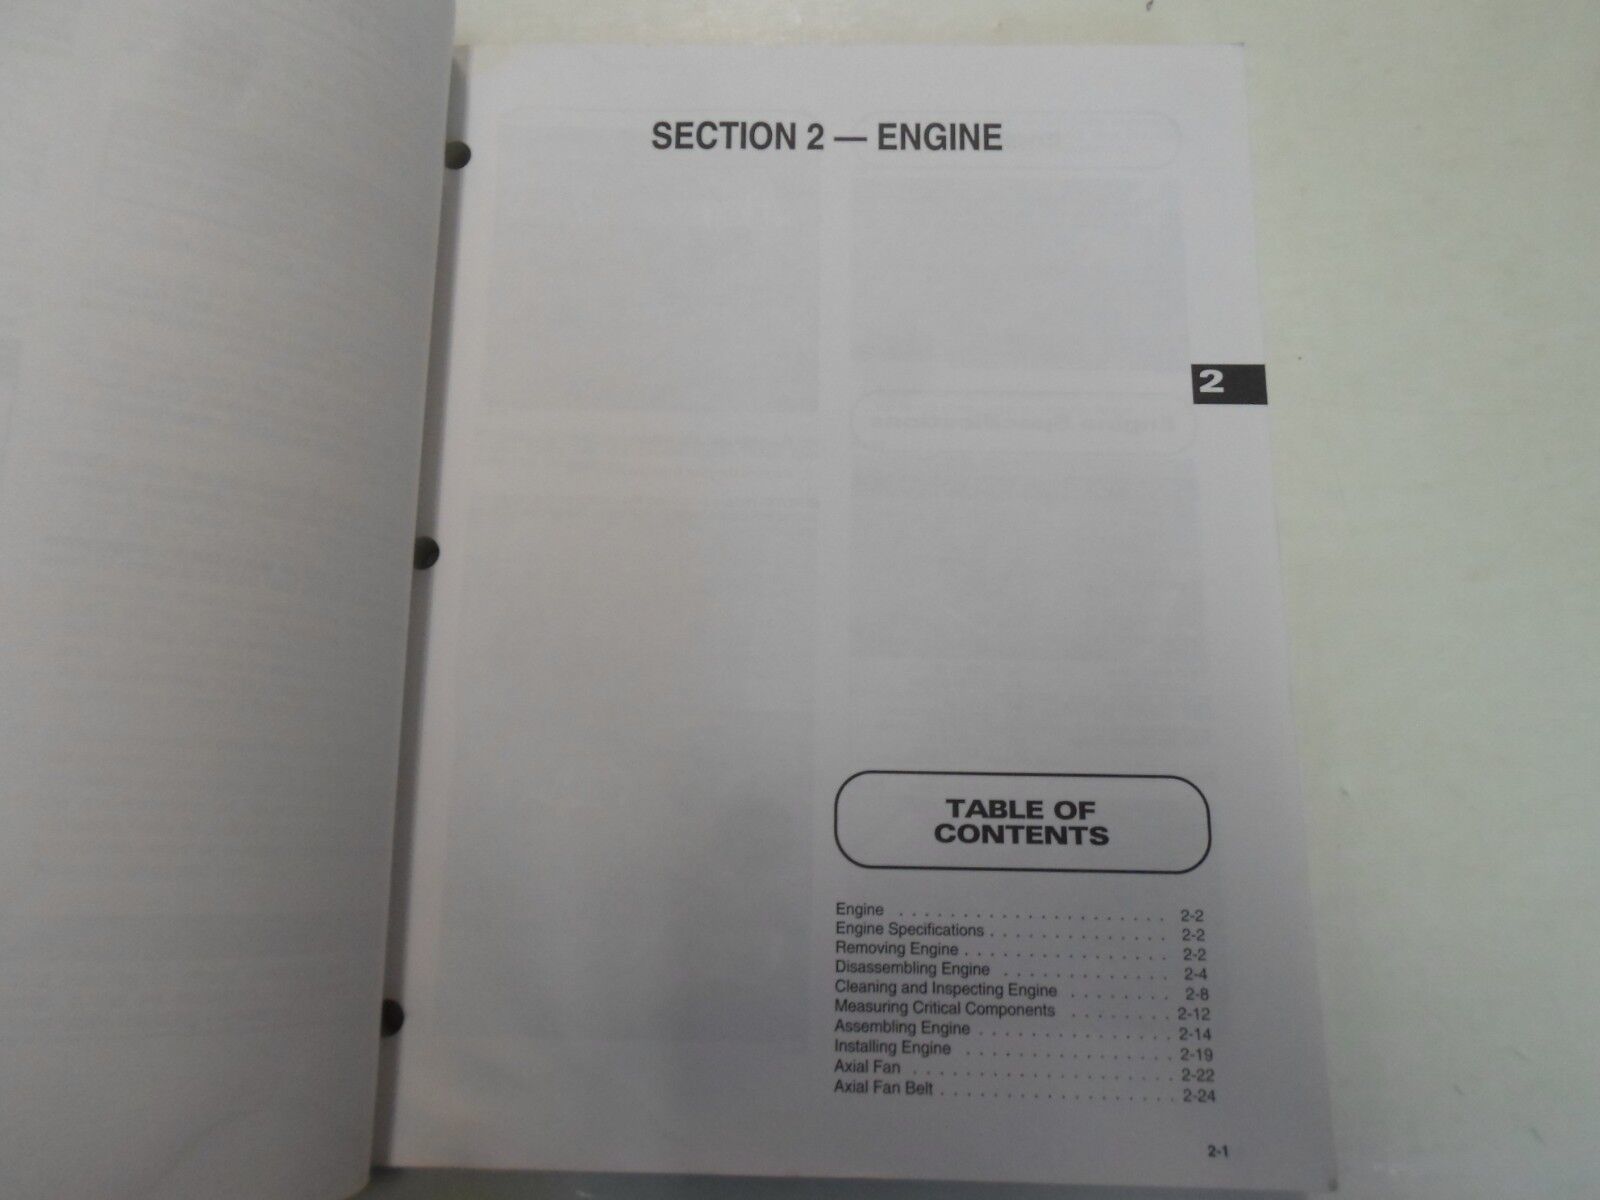 SECTION 2 — ENGINE
2
TABLE OF
CONTENTS
Engine . . . . . . . . . . . . . . . . . . . . . 2-2
Engine Specifications . . . . . . . . . . . . . . 2-2
Removing Engine . . . . . . . . . . . . . . . . 2-2
Disassembling Engine . . . . . . . . . . . . . 2-4
Cleaning and Inspecting Engine . . . . . . . . 2-8
Measuring Critical Components . . . . . . . . 2-12
Assembling Engine . . . . . . . . . . . . . . . 2-14
Installing Engine . . . . . . . . . . . . . . . . 2-19
Axial Fan . . . . . . . . . . . . . . . . . . . . . 2-22
Axial Fan Belt . . . . . . . . . . . . . . . . . . . 2-24
2-1